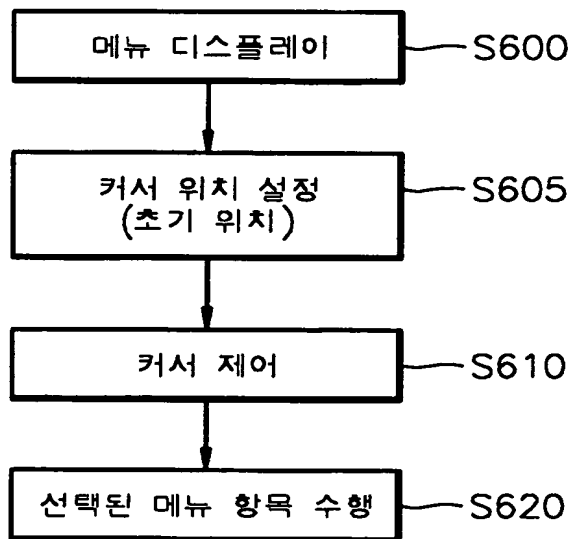 메뉴 디스플레이 S600
커서 위치 설정 S605
(초기 위치)
커서 제어 S610
선택된 메뉴 항목 수행 S620